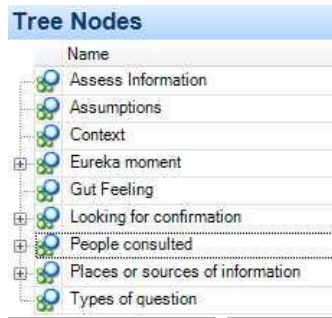 Tree Nodes
Name
Assess Information
Assumptions
Context
Eureka moment
Gut Feeling
Looking for confirmation
People consulted
Places or sources of information
Types of question